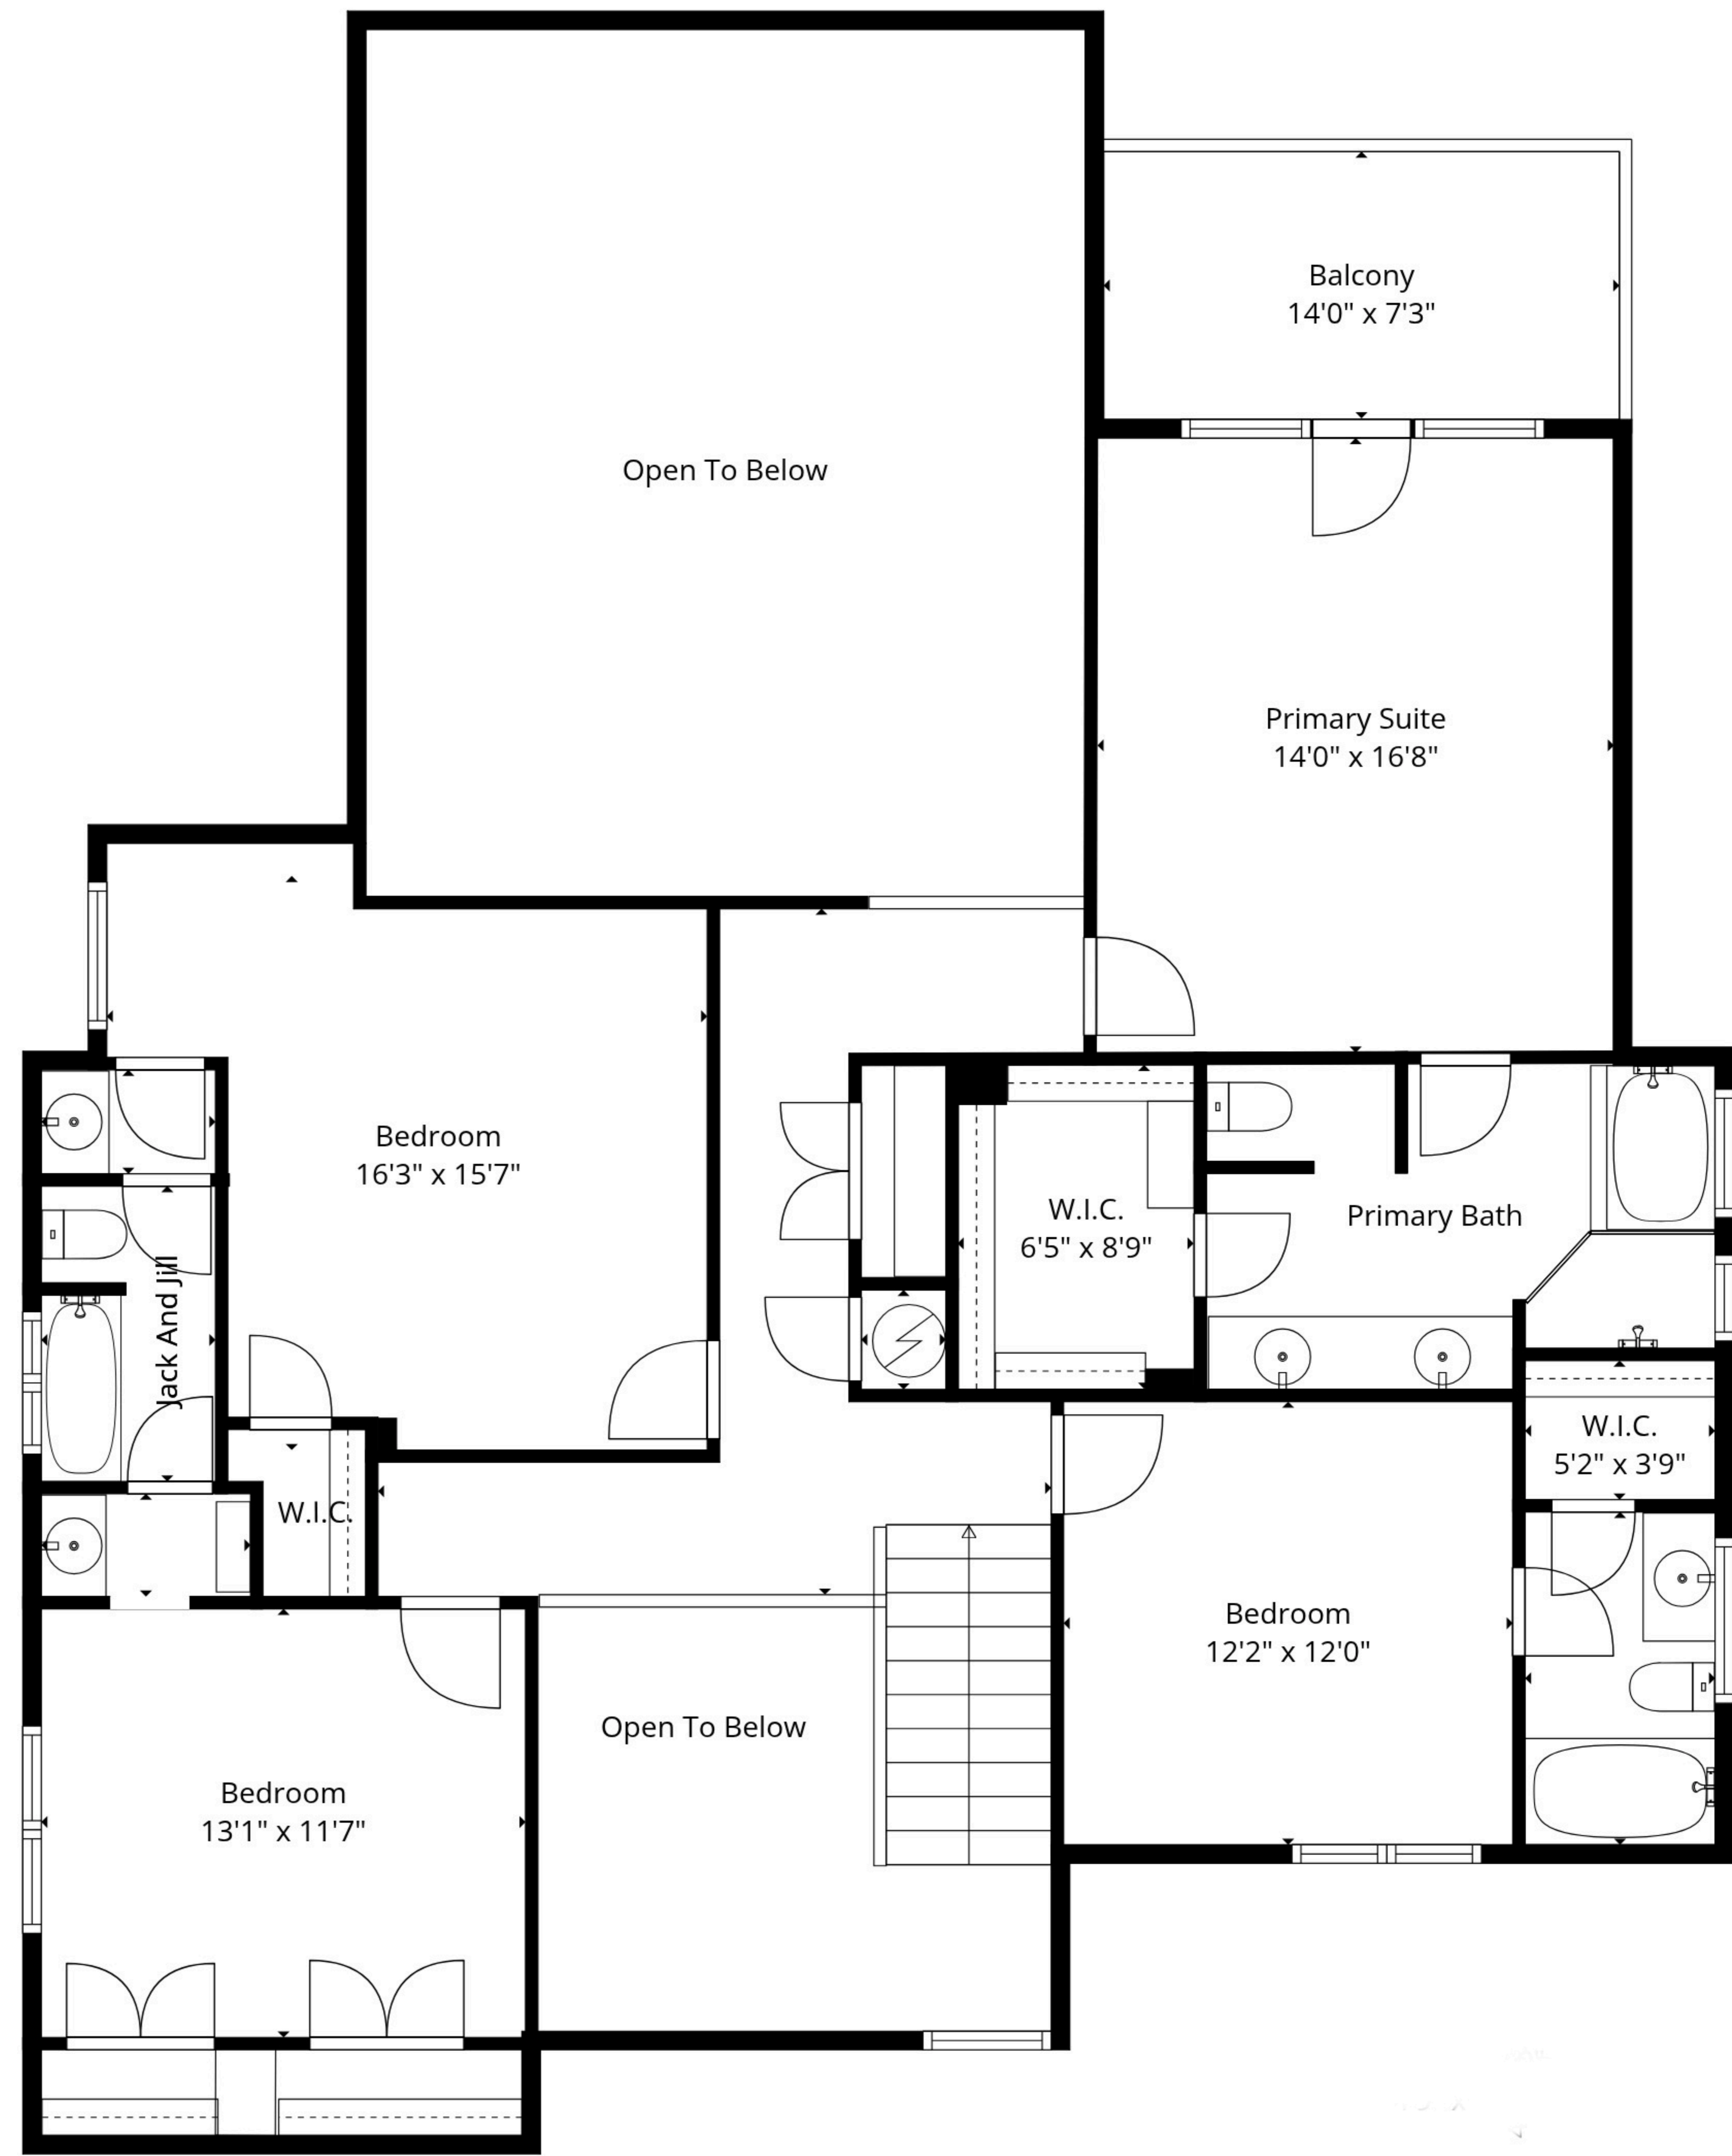 Balcony
14'0" x 7'3"
Open To Below
Primary Suite
14'0" x 16'8"
Bedroom
16'3" x 15'7"
W.I.C.
6'5" x 8'9"
Primary Bath
Jack And Jill
W.I.C.
5'2" x 3'9"
W.I.C.
Bedroom
12'2" x 12'0"
Open To Below
Bedroom
13'1" x 11'7"